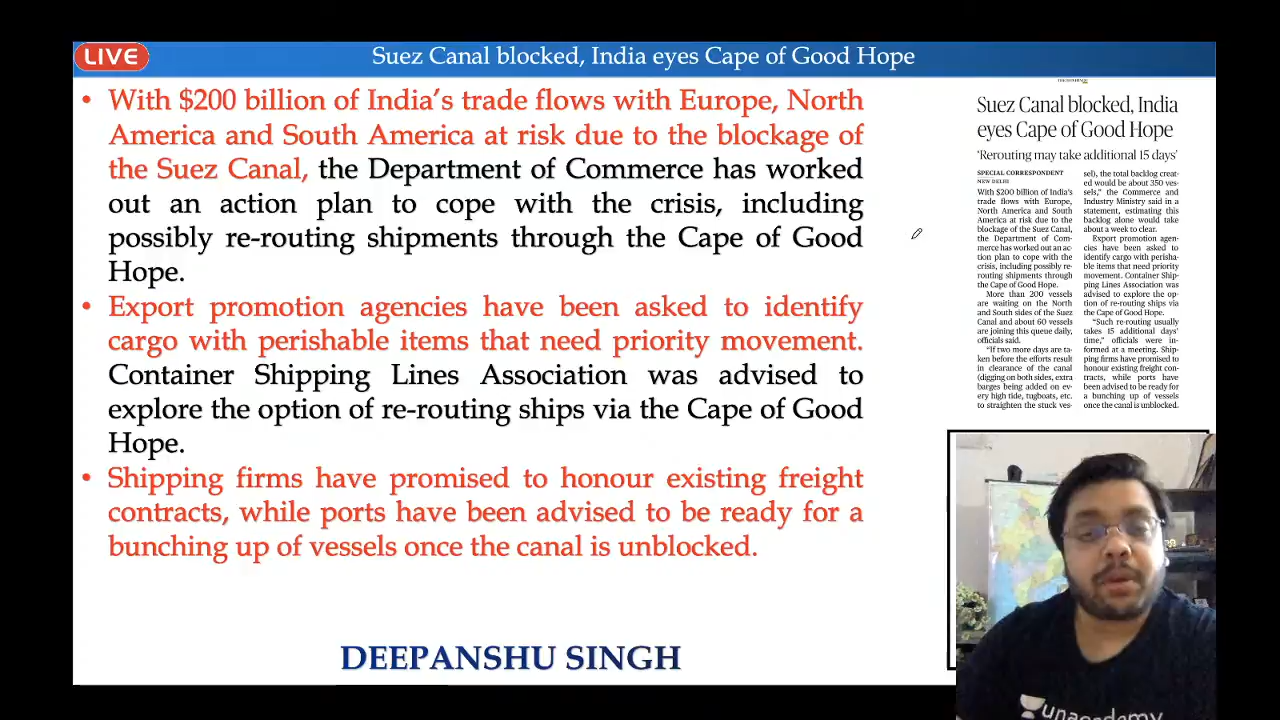 LIVE
Suez Canal blocked, India eyes Cape of Good Hope
• With $200 billion of India’s trade flows with Europe, North
America and South America at risk due to the blockage of
the Suez Canal, the Department of Commerce has worked
out an action plan to cope with the crisis, including
possibly re-routing shipments through the Cape of Good
Hope.
• Export promotion agencies have been asked to identify
cargo with perishable items that need priority movement.
Container Shipping Lines Association was advised to
explore the option of re-routing ships via the Cape of Good
Hope.
• Shipping firms have promised to honour existing freight
contracts, while ports have been advised to be ready for a
bunching up of vessels once the canal is unblocked.
DEEPANSHU SINGH
Suez Canal blocked, India
eyes Cape of Good Hope
‘Rerouting may take additional 15 days’
SPECIAL CORRESPONDENT
NEW DELHI
With $200 billion of India’s
trade flows with Europe,
North America and South
America at risk due to the
blockage of the Suez Canal,
the Department of Com-
merce has worked out an ac-
tion plan to cope with the
crisis, including possibly re-
routing shipments through
the Cape of Good Hope.
More than 200 vessels
are waiting on the North
and South sides of the Suez
Canal and about 60 vessels
are joining this queue daily,
officials said.
“If two more days are ta-
ken before the efforts result
in clearance of the canal
(digging on both sides, extra
barges being added on ev-
ery high tide, tugboats, etc.
to straighten the stuck ves-
sel), the total backlog creat-
ed would be about 350 ves-
sels,” the Commerce and
Industry Ministry said in a
statement, estimating this
backlog alone would take
about a week to clear.
Export promotion agen-
cies have been asked to
identify cargo with perisha-
ble items that need priority
movement. Container Ship-
ping Lines Association was
advised to explore the op-
tion of re-routing ships via
the Cape of Good Hope.
“Such re-routing usually
takes 15 additional days’
time,” officials were in-
formed at a meeting. Ship-
ping firms have promised to
honour existing freight con-
tracts, while ports have
been advised to be ready for
a bunching up of vessels
once the canal is unblocked.
unacademy